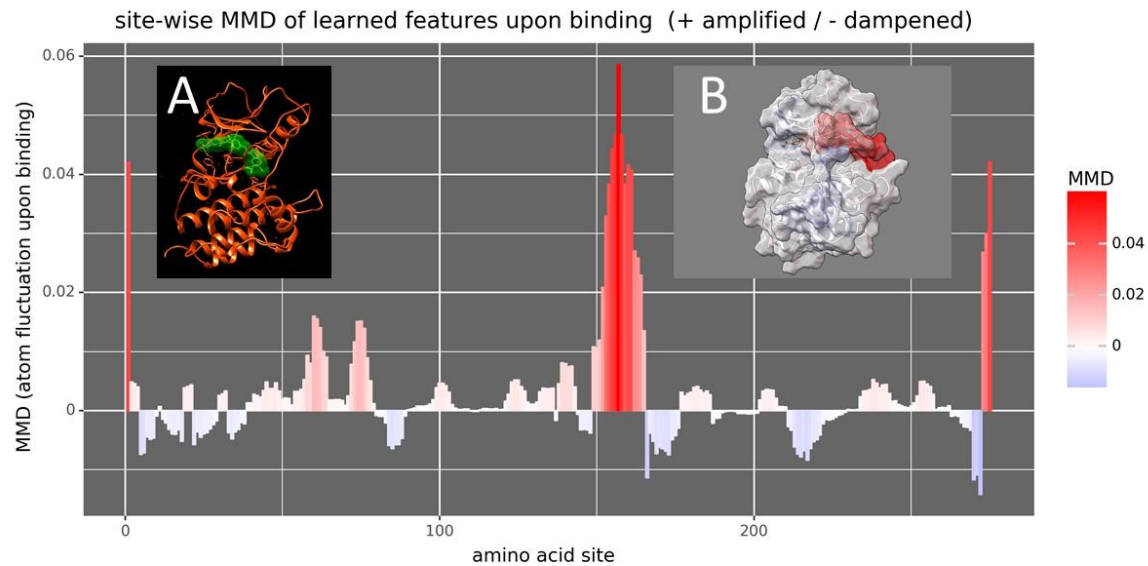 site-wise MMD of learned features upon binding (+ amplified / - dampened)
MMD (atom fluctuation upon binding)
0.06
0.04
0.02
0
A
B
MMD
0.04
0.02
0
0
100
200
amino acid site